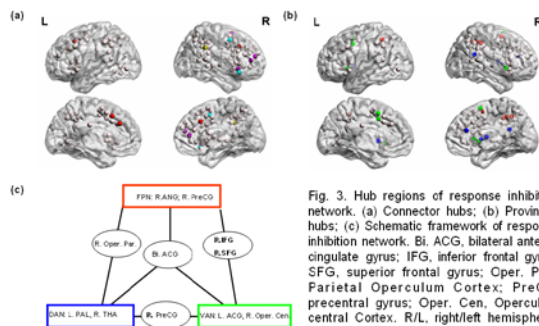 (a)
L
R
(b)
L
R
(c)
FPN: R.ANG; R. PreCG
R. Oper. Par.
Bi. ACG
R.IFG
R.SFG
DAN: L. PAL, R. THA
R. PreCG
VAN: L. ACG, R. Oper. Cen.
Fig. 3. Hub regions of response inhibi
network. (a) Connector hubs; (b) Provin
hubs; (c) Schematic framework of respo
inhibition network. Bi. ACG, bilateral ante
cingulate gyrus; IFG, inferior frontal gyr
SFG, superior frontal gyrus; Oper. P
Parietal Operculum Cortex; PreC
precentral gyrus; Oper. Cen, Opercul
central Cortex. R/L, right/left hemisphe